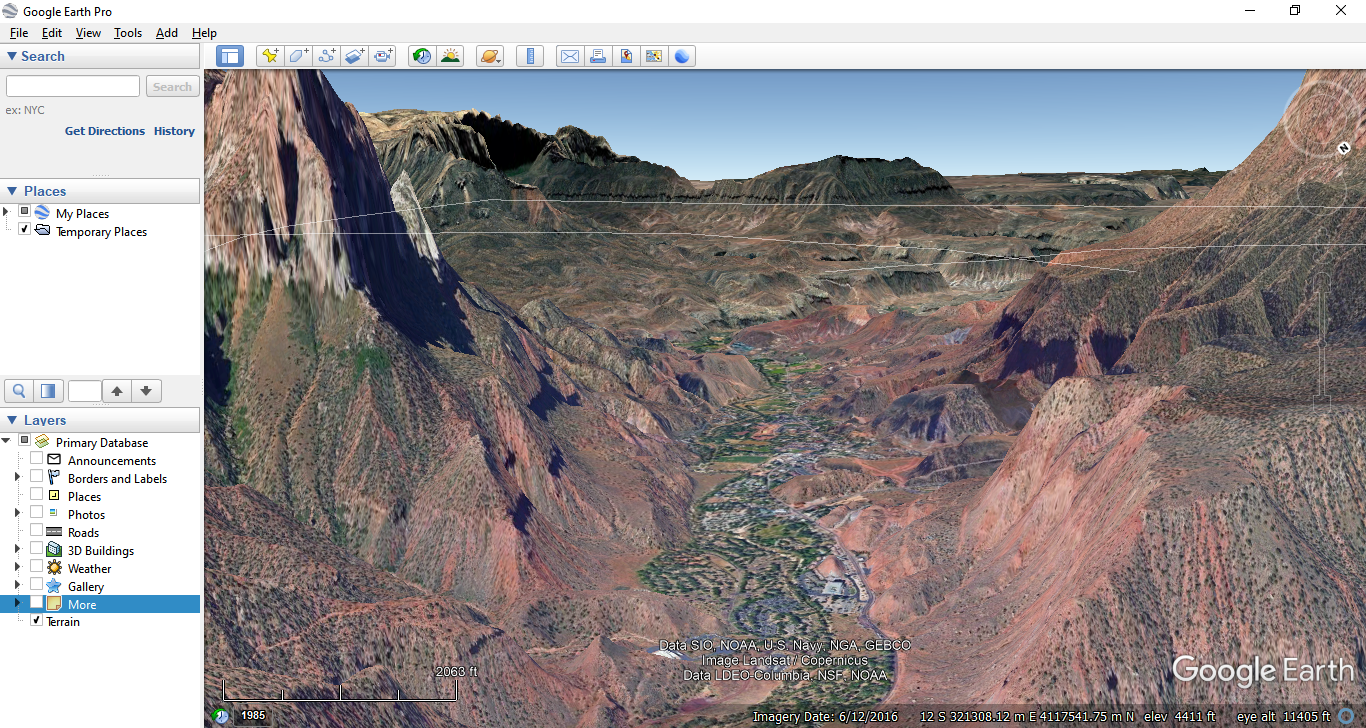 Google Earth Pro
File Edit View Tools Add Help
Search
Search
ex: NYC
Get Directions History
Places
My Places
Temporary Places
Layers
Primary Database
Announcements
Borders and Labels
Places
Photos
Roads
3D Buildings
Weather
Gallery
More
Terrain
N
Data SIO, NOAA, U.S. Navy, NGA, GEBCO
Image Landsat / Copernicus
Data LDEO-Columbia, NSF, NOAA
2063 ft
Google Earth
1985
Imagery Date: 6/12/2016 12 S 321308.12 m E 4117541.75 m N elev 4411 ft eye alt 11405 ft